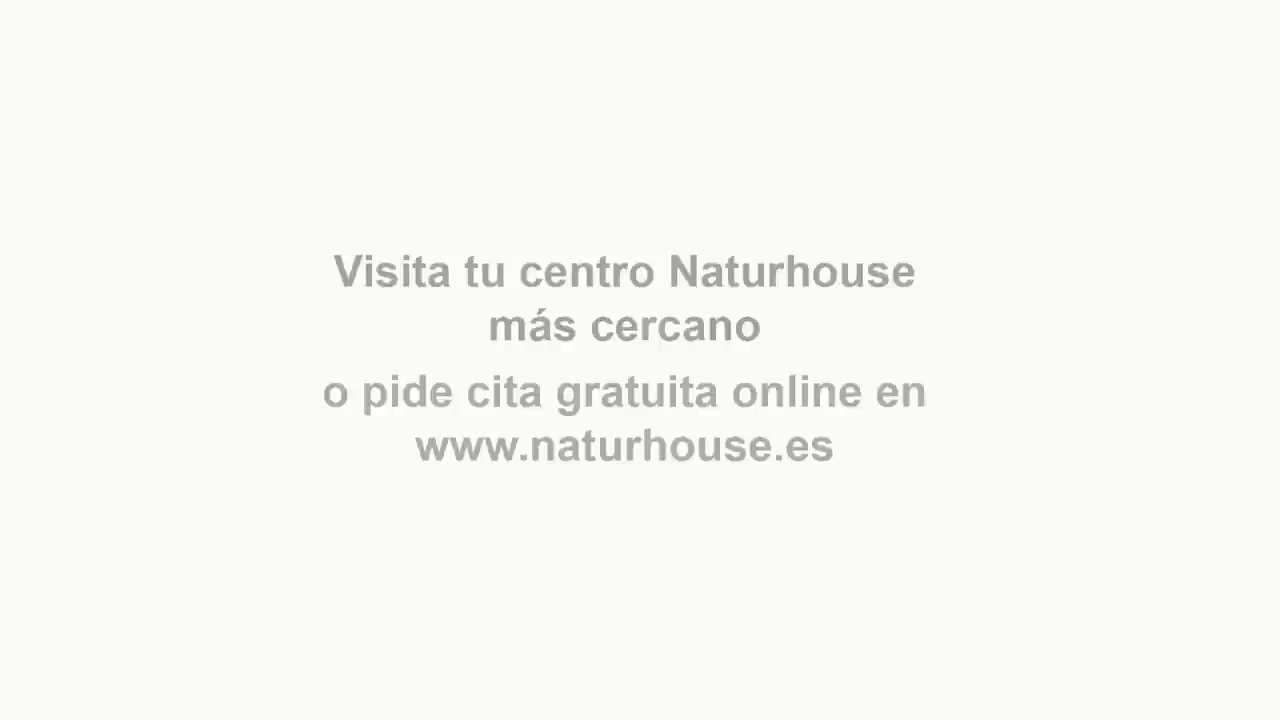 Visita tu centro Naturhouse
más cercano
o pide cita gratuita online en
www.naturhouse.es